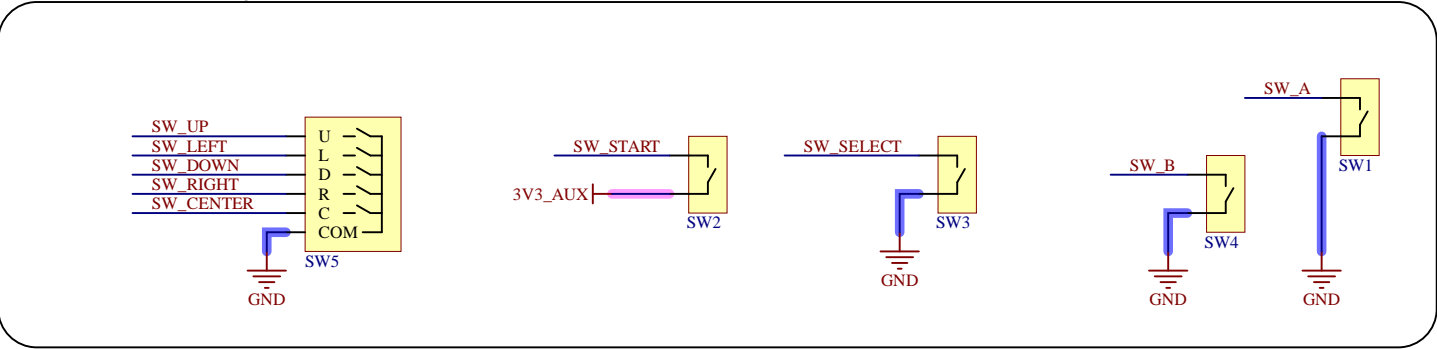 SW_UP
SW_LEFT
SW_DOWN
SW_RIGHT
SW_CENTER
U
L
D
R
C
COM
SW5
GND
SW_START
3V3_AUX
SW2
SW_SELECT
SW3
GND
SW_B
SW4
GND
SW_A
SW1
GND